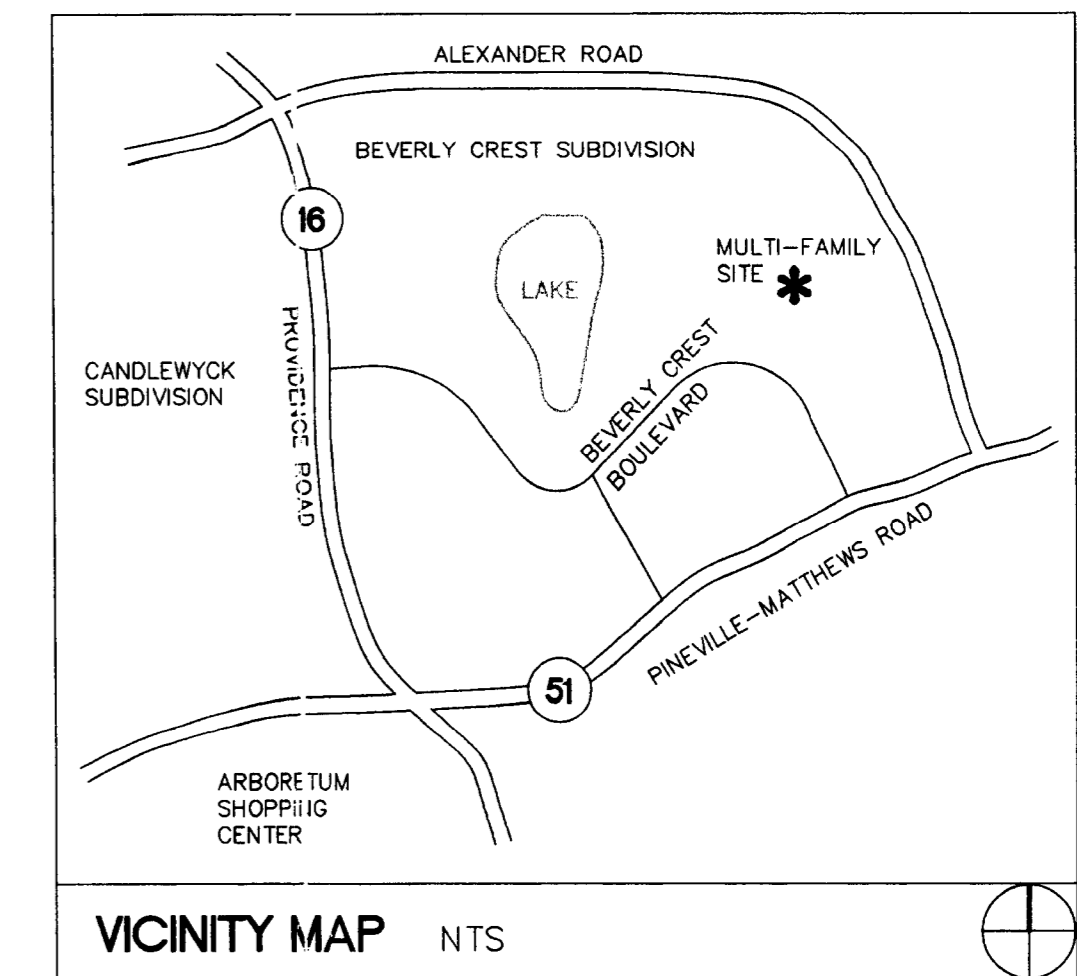 ALEXANDER ROAD
BEVERLY CREST SUBDIVISION
16
MULTI-FAMILY
SITE *
LAKE
PROVIDENCE ROAD
CANDLEWYCK
SUBDIVISION
BEVERLY CREST
BOULEVARD
PINEVILLE-MATTHEWS ROAD
51
ARBORETUM
SHOPPING
CENTER
VICINITY MAP NTS